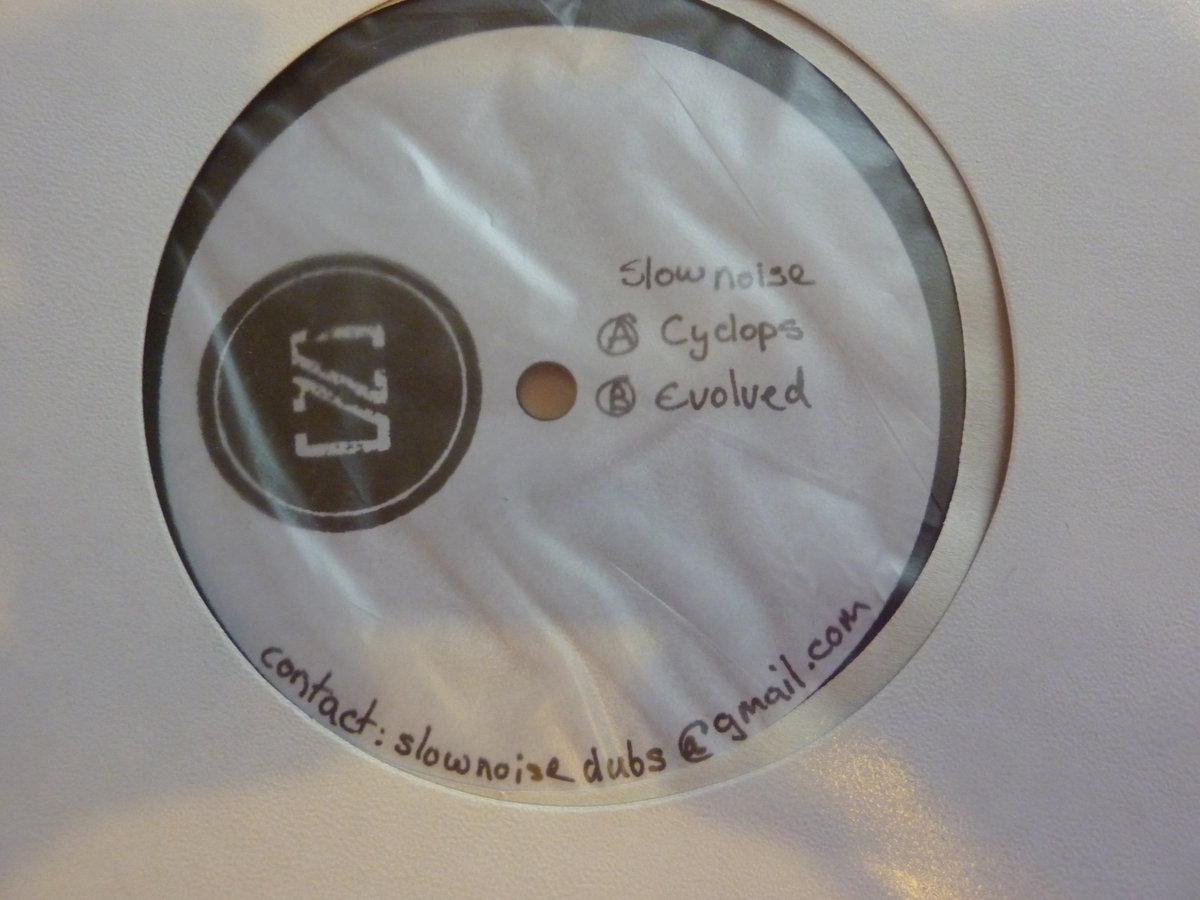 Slownoise
A Cyclops
B Evolved
contact: slownoise dubs @gmail.com